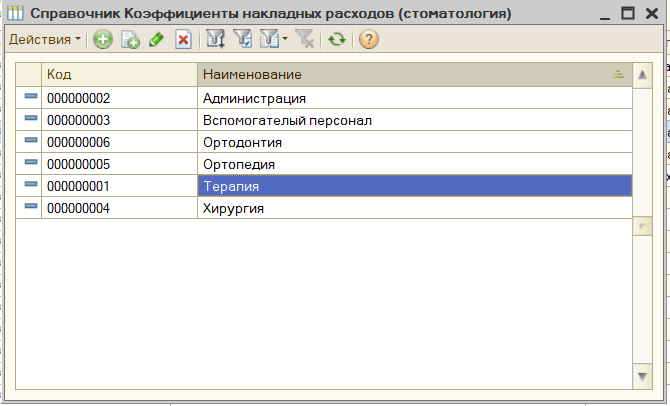 Справочник Коэффициенты накладных расходов (стоматология)
Действия
Код Наименование
000000002 Администрация
000000003 Вспомогателый персонал
000000006 Ортодонтия
000000005 Ортопедия
000000001 Терапия
000000004 Хирургия